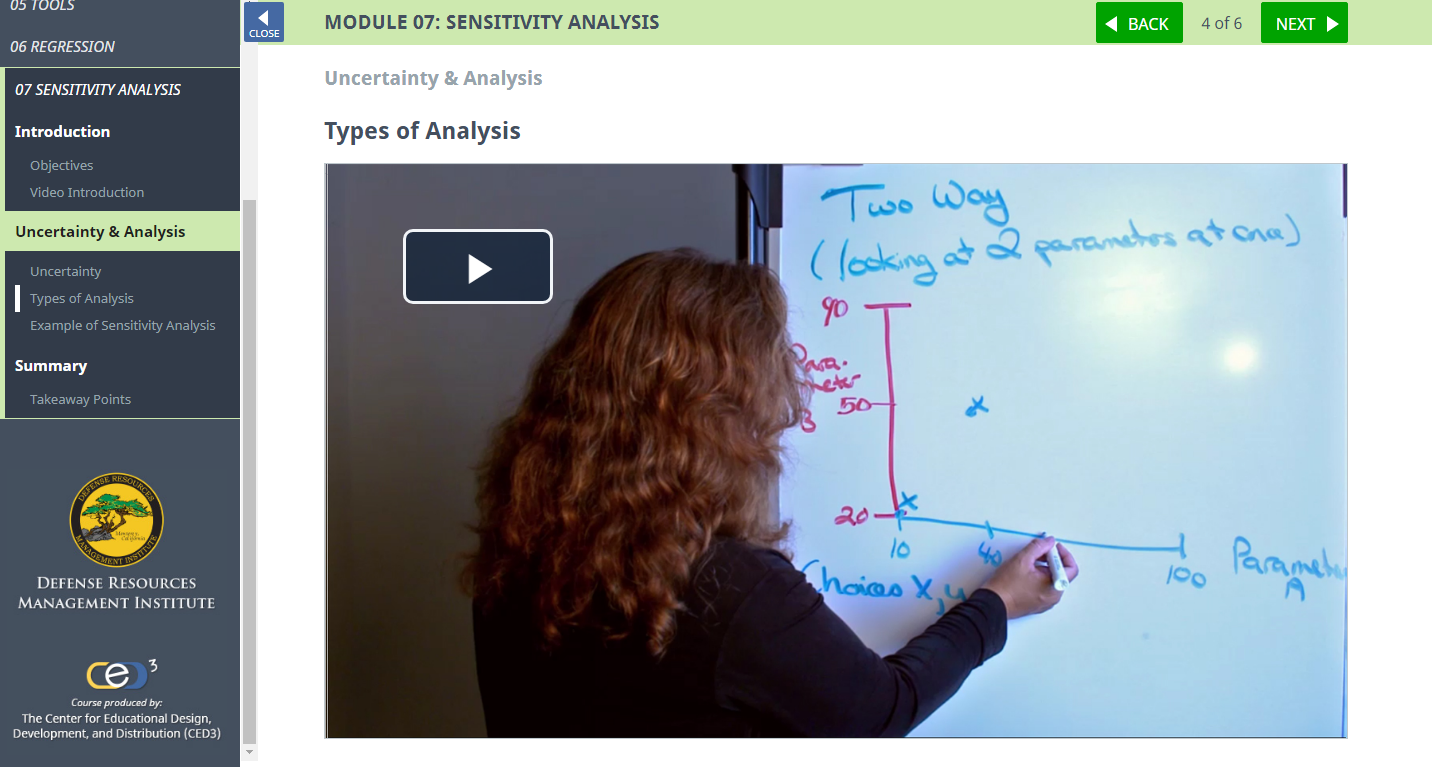 05 TOOLS
06 REGRESSION
07 SENSITIVITY ANALYSIS
Introduction
Objectives
Video Introduction
Uncertainty & Analysis
Uncertainty
Types of Analysis
Example of Sensitivity Analysis
Summary
Takeaway Points
DEFENSE RESOURCES
MANAGEMENT INSTITUTE
Monterey, California
DEFENSE RESOURCES
MANAGEMENT INSTITUTE
ced3
Course produced by:
The Center for Educational Design,
Development, and Distribution (CED3)
CLOSE
MODULE 07: SENSITIVITY ANALYSIS
BACK
4 of 6
NEXT
Uncertainty & Analysis
Types of Analysis
Two Way
(looking at 2 parameters at once)
90
Para-
meter
50
B
x
x
20
10
40
100
Parameter
A
Choices X, y